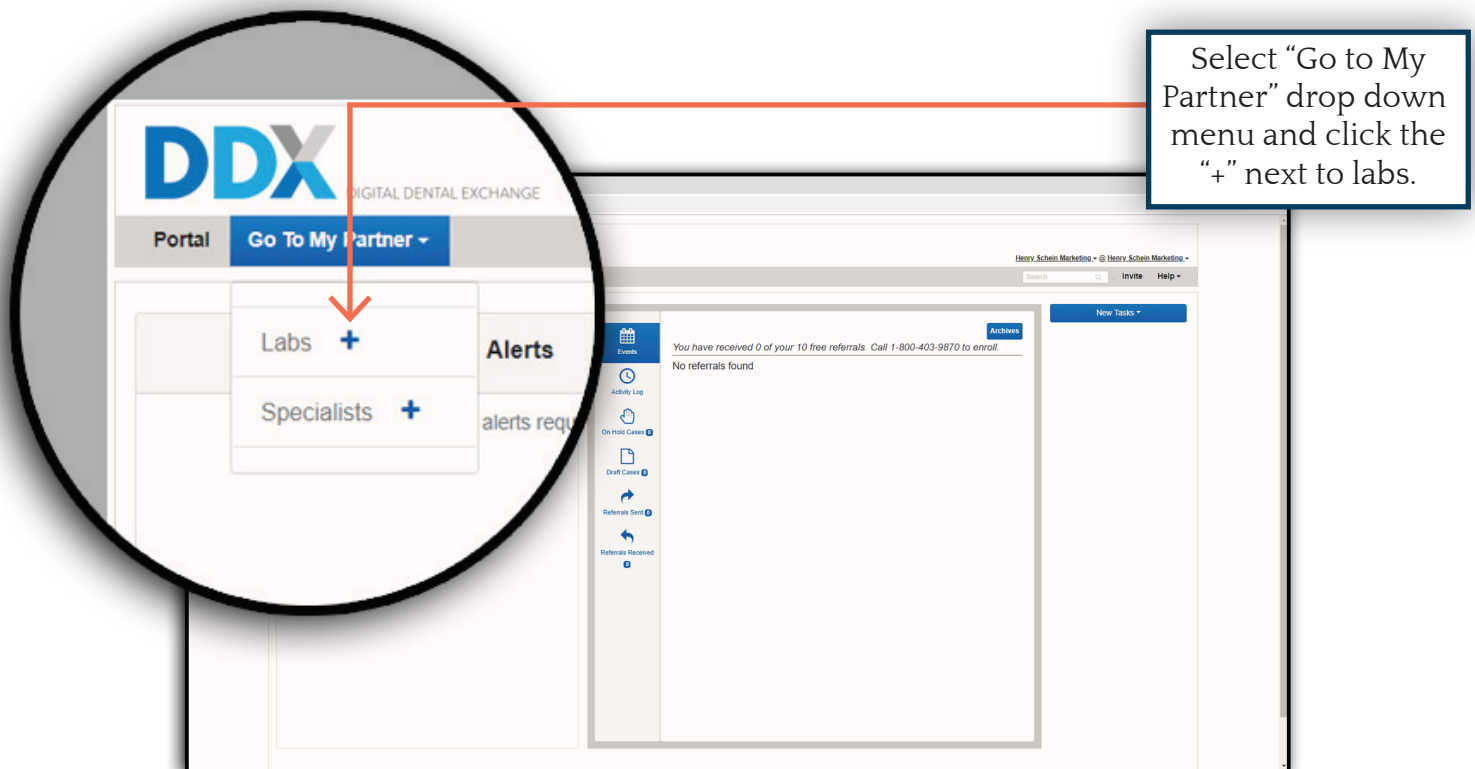 Select “Go to My
Partner” drop down
menu and click the
“+” next to labs.
DDX
DIGITAL DENTAL EXCHANGE
Portal Go To My Partner
Labs +
Specialists +
Alerts
alerts requ
Henry Schein Marketing @ Henry Schein Marketing
Search Invite Help
New Tasks
Archives
You have received 0 of your 10 free referrals. Call 1-800-403-9870 to enroll.
No referrals found
Events
Activity Log
On Hold Cases 0
Draft Cases 0
Referrals Sent 0
Referrals Received
0